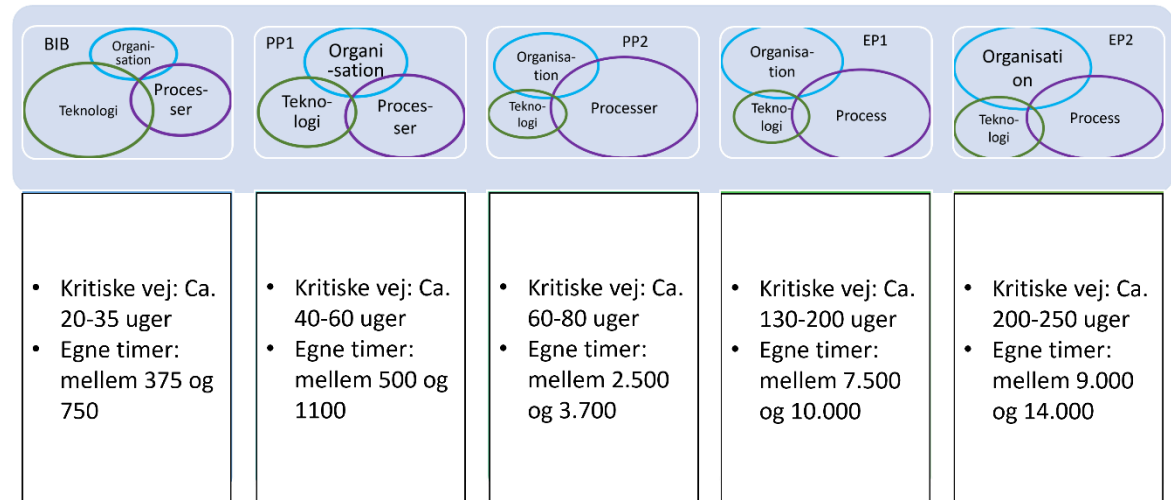 BIB
Organi-
sation
Teknologi
Proces-
ser
PP1
Organi
-sation
Tekno-
logi
Proces-
ser
PP2
Organisa-
tion
Tekno-
logi
Processer
EP1
Organisa-
tion
Tekno-
logi
Process
EP2
Organisati
on
Tekno-
logi
Process
• Kritiske vej: Ca.
20-35 uger
• Egne timer:
mellem 375 og
750
• Kritiske vej: Ca.
40-60 uger
• Egne timer:
mellem 500 og
1100
• Kritiske vej: Ca.
60-80 uger
• Egne timer:
mellem 2.500
og 3.700
• Kritiske vej: Ca.
130-200 uger
• Egne timer:
mellem 7.500
og 10.000
• Kritiske vej: Ca.
200-250 uger
• Egne timer:
mellem 9.000
og 14.000